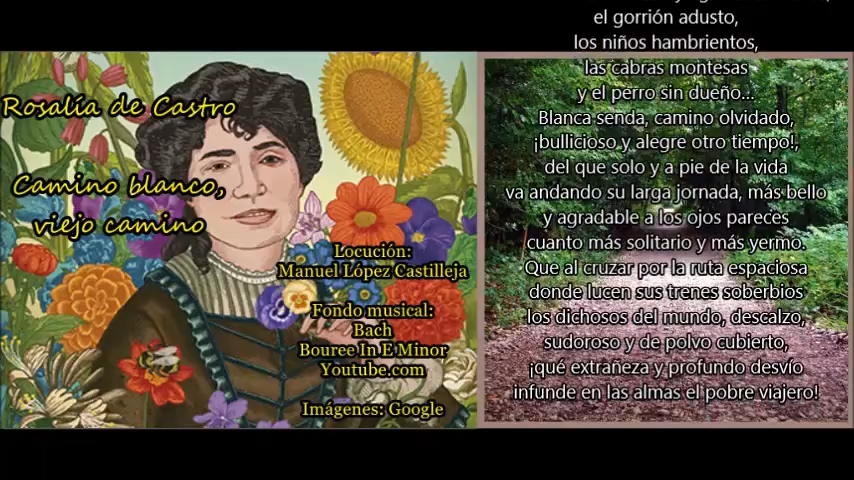 Rosalía de Castro
Camino blanco,
viejo camino
Locución:
Manuel López Castilleja
Fondo musical:
Bach
Bouree In E Minor
Youtube.com
Imágenes: Google
el gorrión adusto,
los niños hambrientos,
las cabras montesas
y el perro sin dueño...
Blanca senda, camino olvidado,
¡bullicioso y alegre otro tiempo!,
del que solo y a pie de la vida
va andando su larga jornada, más bello
y agradable a los ojos pareces
cuanto más solitario y más yermo.
Que al cruzar por la ruta espaciosa
donde lucen sus trenes soberbios
los dichosos del mundo, descalzo,
sudoroso y de polvo cubierto,
¡qué extrañeza y profundo desvío
infunde en las almas el pobre viajero!